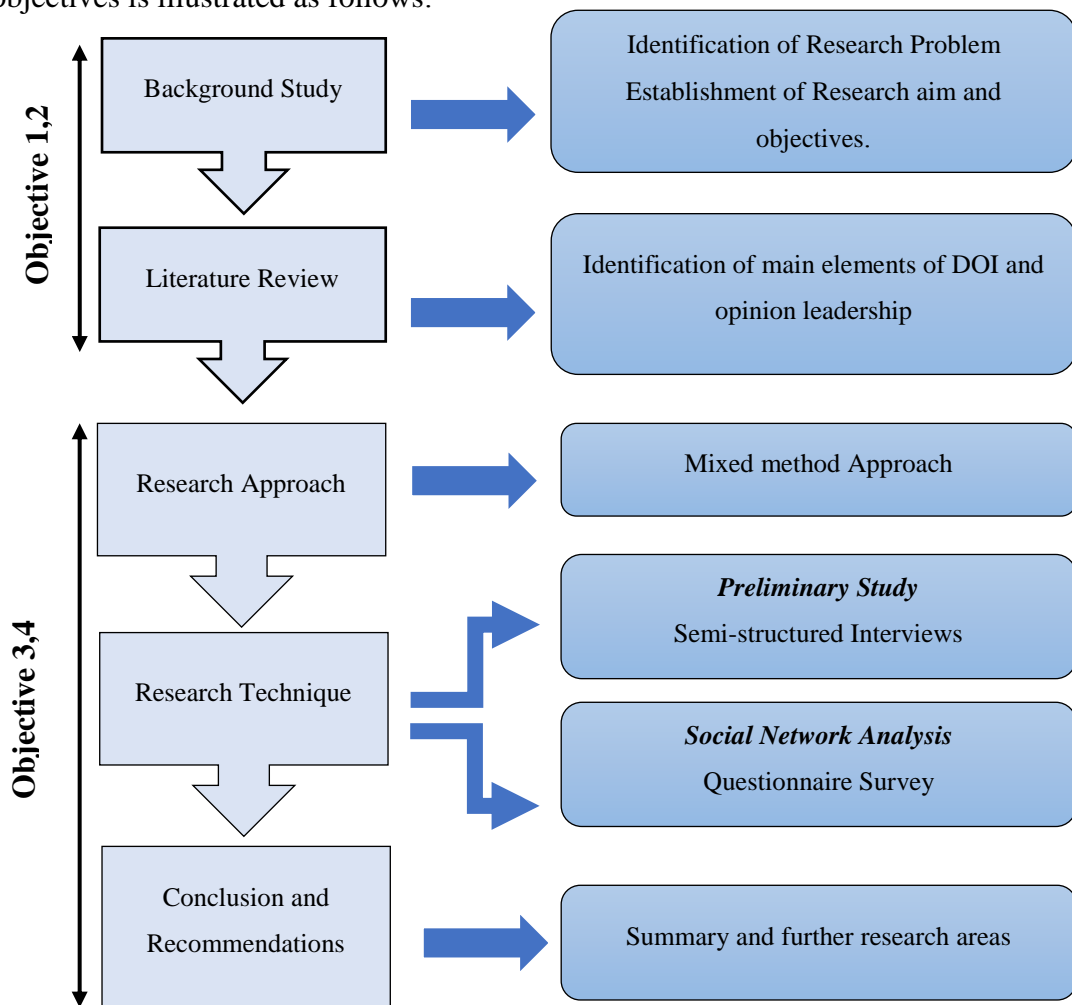 objectives is illustrated as follows:
Objective 1,2
Background Study
Identification of Research Problem
Establishment of Research aim and
objectives.
Literature Review
Identification of main elements of DOI and
opinion leadership
Objective 3,4
Research Approach
Mixed method Approach
Research Technique
Preliminary Study
Semi-structured Interviews
Social Network Analysis
Questionnaire Survey
Conclusion and
Recommendations
Summary and further research areas